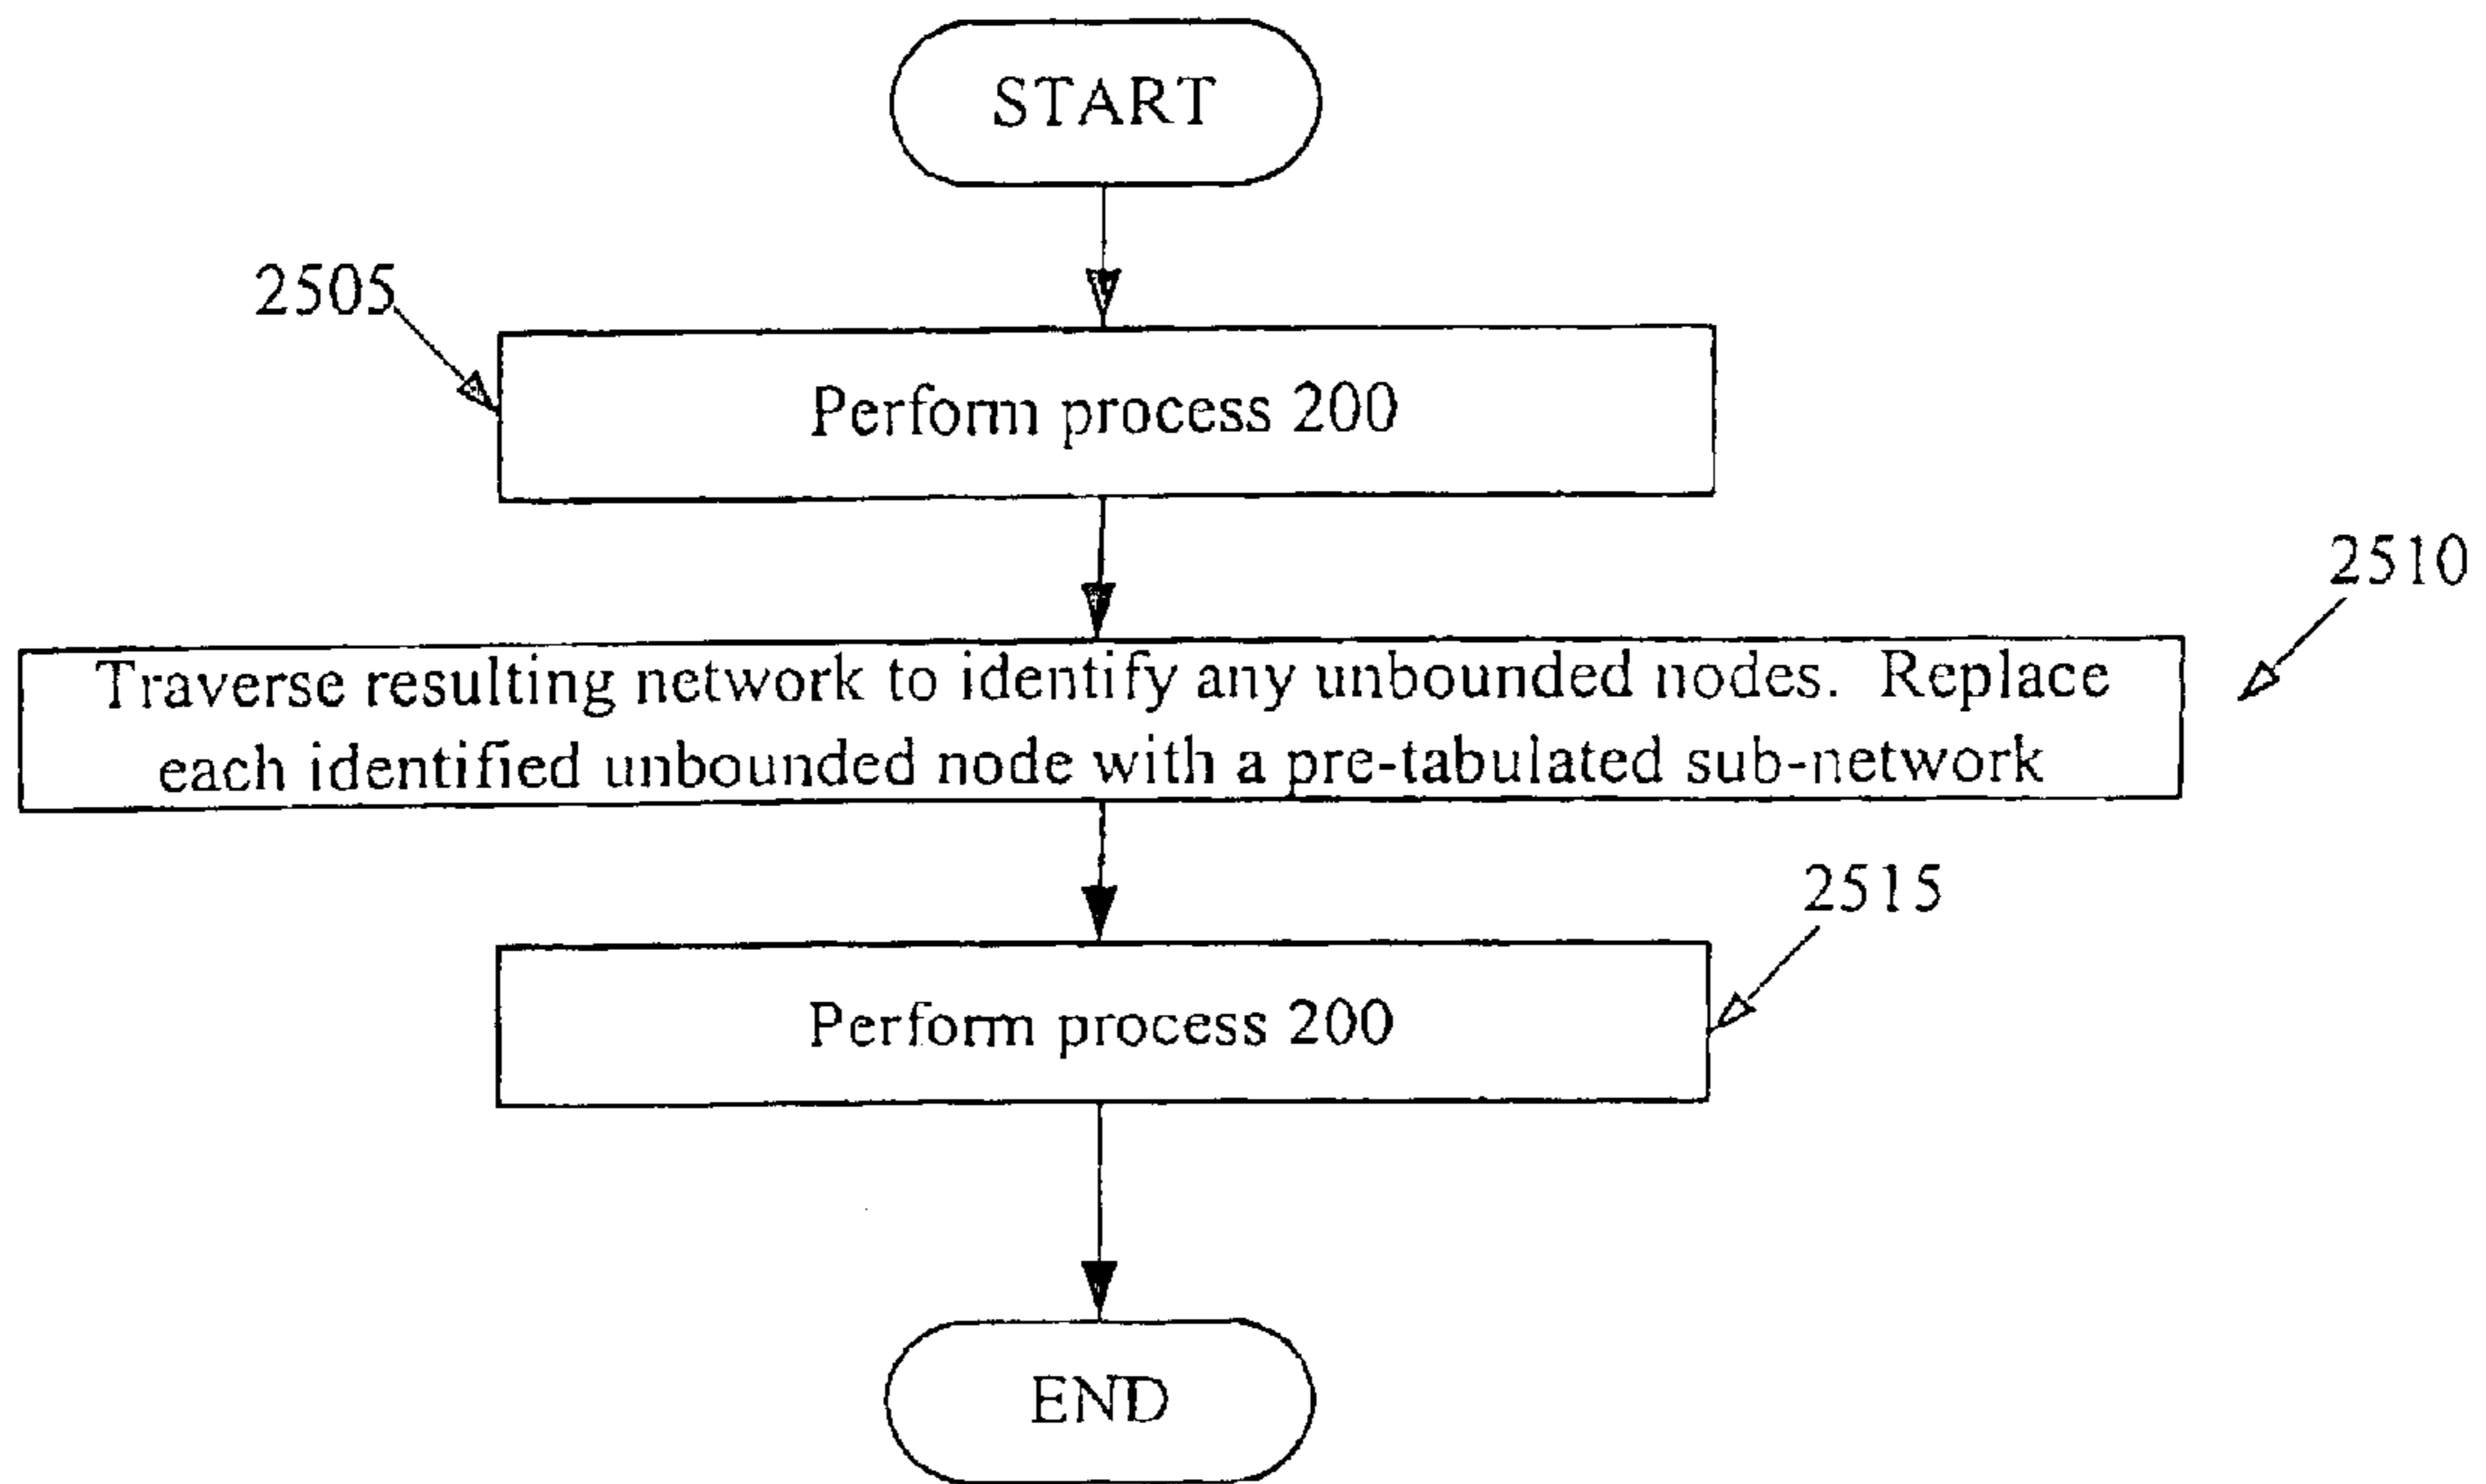 START
2505
Perform process 200
2510
Traverse resulting network to identify any unbounded nodes. Replace
each identified unbounded node with a pre-tabulated sub-network
2515
Perform process 200
END